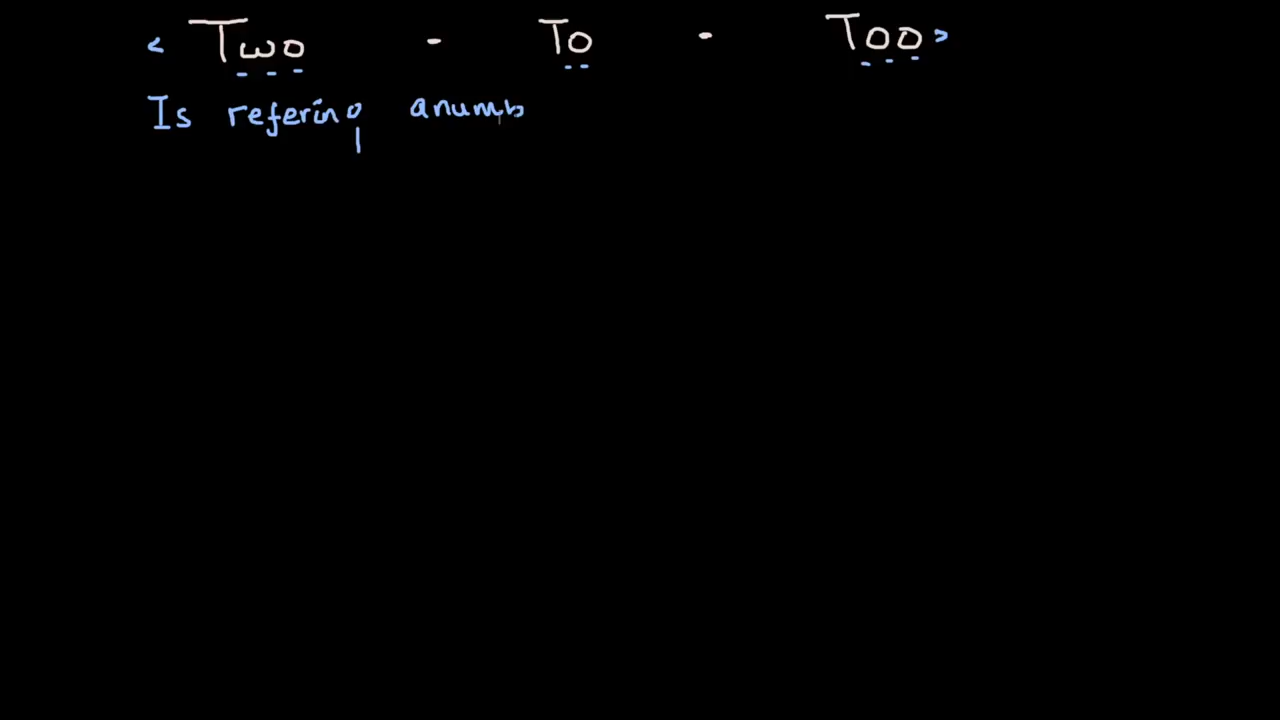 < Two - To - Too >
Is refering anumb